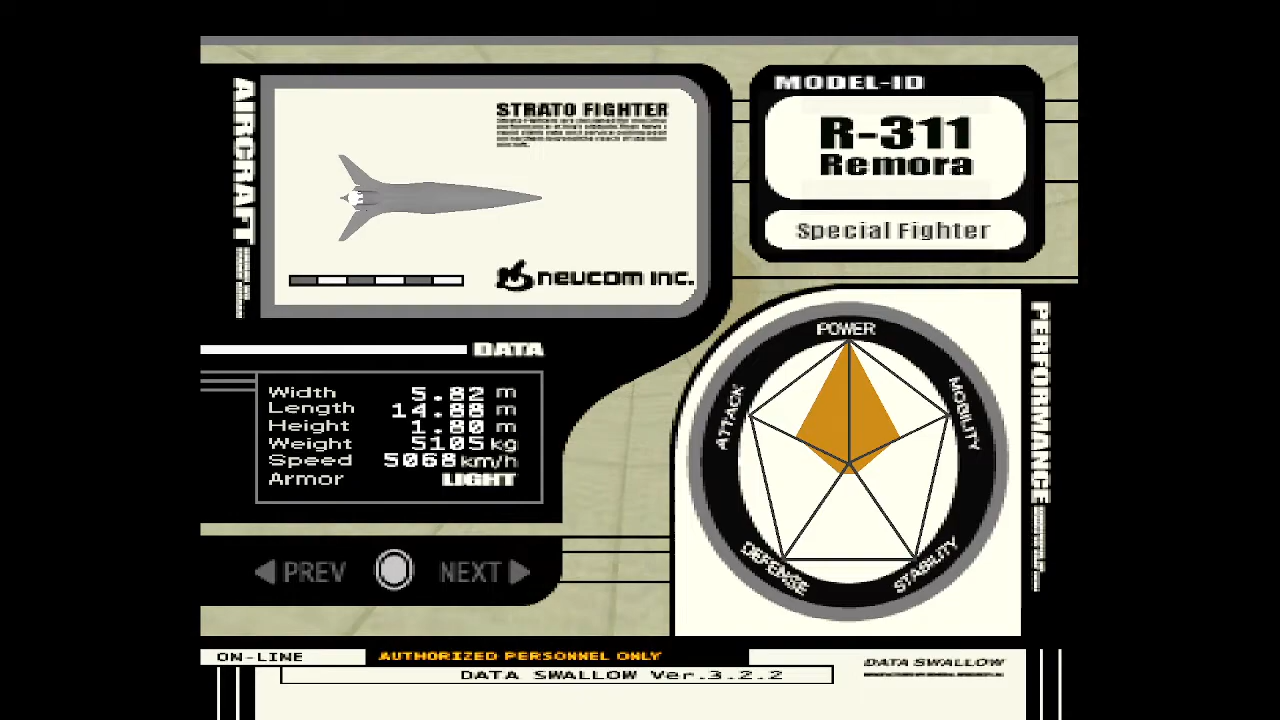 AIRCRAFT
STRATO FIGHTER
neucom inc.
MODEL-ID
R-311
Remora
Special Fighter
DATA
Width 5.82 m
Length 14.88 m
Height 1.80 m
Weight 5105 kg
Speed 5068 km/h
Armor LIGHT
PERFORMANCE
POWER
MOBILITY
STABILITY
DEFENSE
ATTACK
PREV
NEXT
ON-LINE
AUTHORIZED PERSONNEL ONLY
DATA SWALLOW
DATA SWALLOW Ver.3.2.2